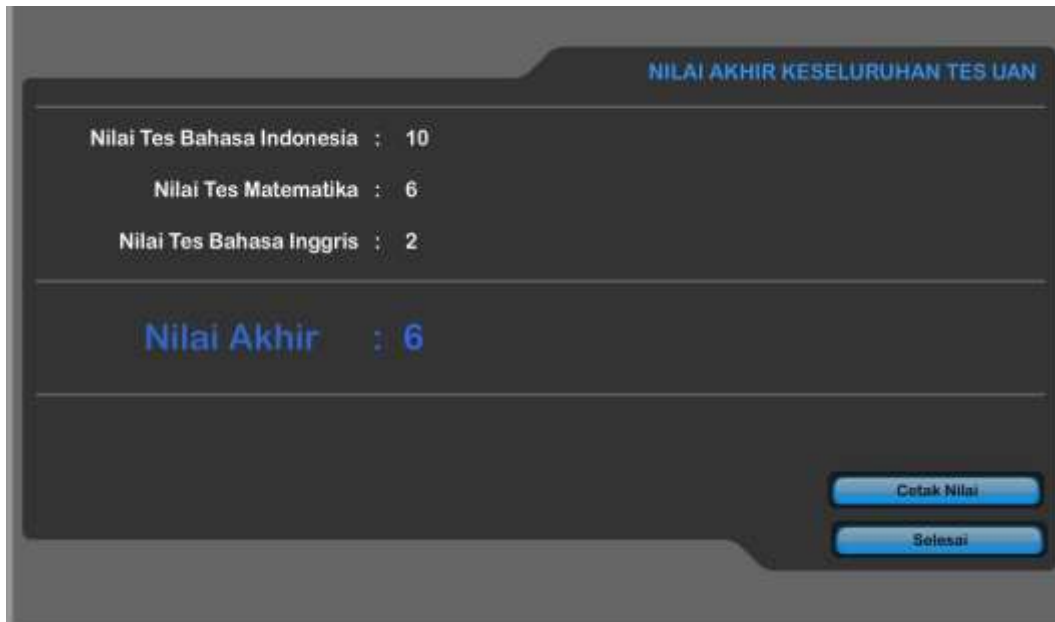 NILAI AKHIR KESELURUHAN TES UAN
Nilai Tes Bahasa Indonesia : 10
Nilai Tes Matematika : 6
Nilai Tes Bahasa Inggris : 2
Nilai Akhir : 6
Cetak Nilai
Selesai